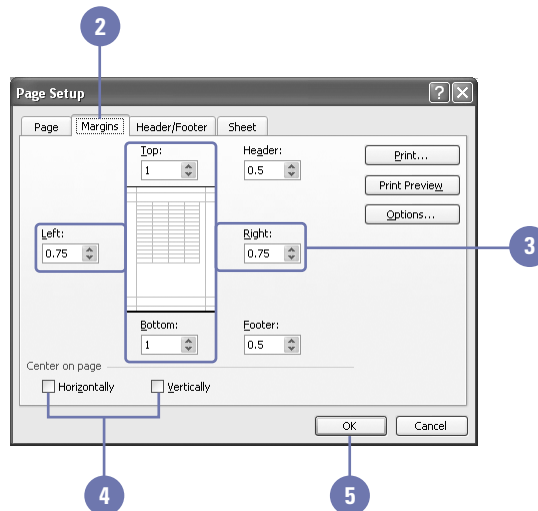 2
Page Setup
Page Margins Header/Footer Sheet
Top: Header:
1 0.5
Print...
Print Preview
Options...
Left: Right:
0.75 0.75
3
Bottom: Footer:
1 0.5
Center on page
Horizontally Vertically
OK Cancel
4 5